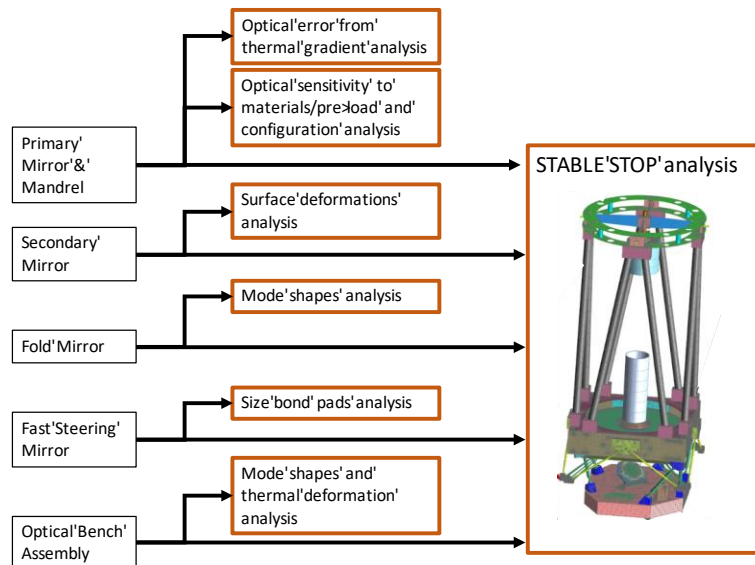 Optical'error'from'
thermal'gradient'analysis
Optical'sensitivity' to'
materials/pre>load' and'
configuration' analysis
Primary'
Mirror'&'
Mandrel
STABLE'STOP'analysis
Surface'deformations'
analysis
Secondary'
Mirror
Mode'shapes' analysis
Fold'Mirror
Size'bond' pads'analysis
Fast'Steering'
Mirror
Mode'shapes' and'
thermal'deformation'
analysis
Optical'Bench'
Assembly